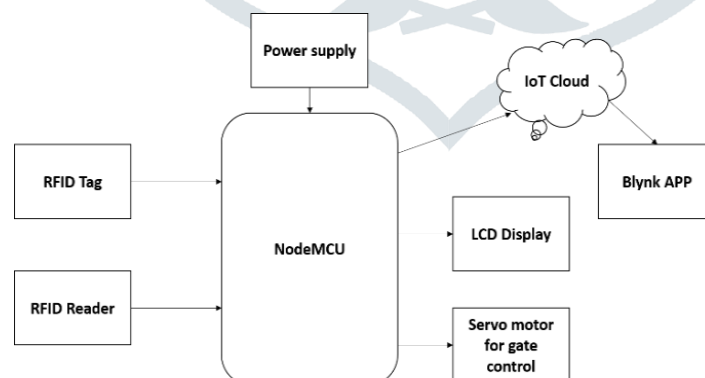 Power supply
IoT Cloud
RFID Tag
Blynk APP
LCD Display
NodeMCU
RFID Reader
Servo motor
for gate
control